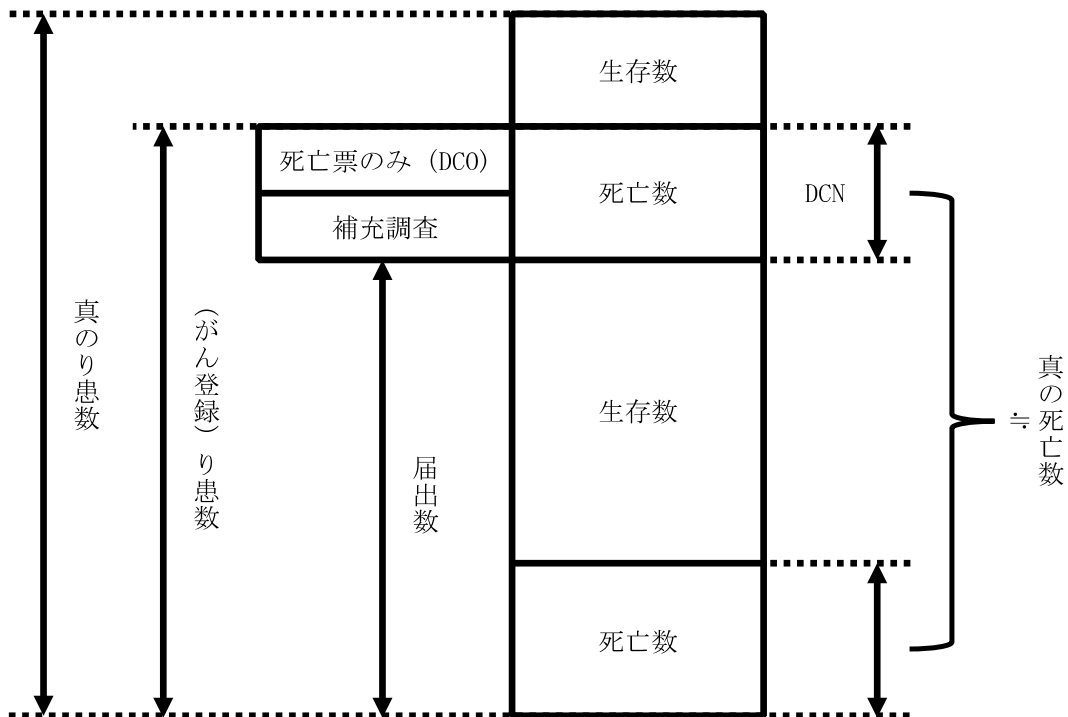 生存数
死亡票のみ (DCO)
死亡数
DCN
補充調査
真のり患数
(がん登録)り患数
生存数
≒真の死亡数
届出数
死亡数